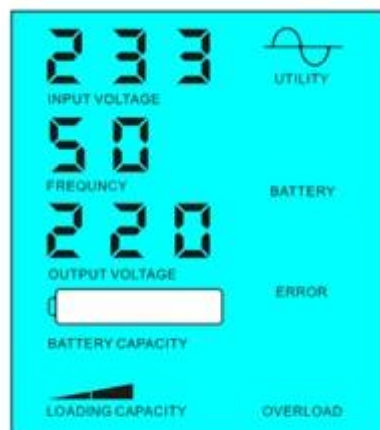 233
UTILITY
INPUT VOLTAGE
50
FREQUNCY
BATTERY
220
OUTPUT VOLTAGE
ERROR
BATTERY CAPACITY
LOADING CAPACITY
OVERLOAD